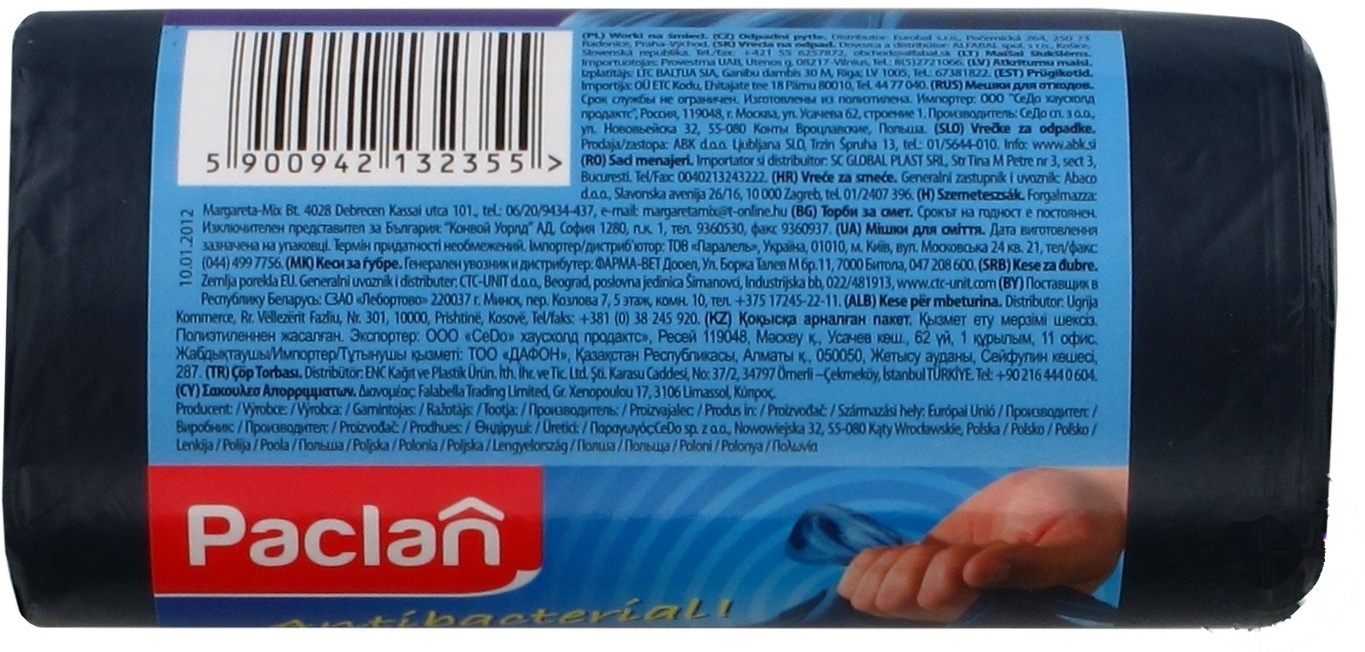 (PL) Worki na śmieci. (CZ) Odpadní pytle. Distributor: Eurobal s.r.o., Počernická 264, 250 73
Radonice, Praha-Východ. (SR) Vrecia na odpad. Dovozca a distribútor: ALFABAL spol. s r.o., Košice,
Slovenská republika. Tel./fax: +421 55 6257872, obchod@alfabal.sk (LT) Maišai šiukšlėms.
Importuotojas: Provestma UAB, Utenos g. 08217-Vilnius, Tel.: 8(5)2721066. (LV) Atkritumu maisi.
Izplatītājs: LTC BALTIJA SIA, Ganibu dambis 30 M, Riga; LV 1005, Tel.: 67381822. (EST) Prügikotid.
Importija: OÜ ETC Kodu, Ehitajate tee 18 Pärnu 80010, Tel. 44 77 040. (RUS) Мешки для отходов.
Срок службы не ограничен. Изготовлены из полиэтилена. Импортер: ООО "СеДо хаусхолд
продактс", Россия, 119048, г. Москва, ул. Усачева 62, строение 1. Производитель: СеДо сп. з о.о.,
ул. Нововьейска 32, 55-080 Конты Вроцлавские, Польша. (SLO) Vrečke za odpadke.
Prodaja/zastopa: ABK d.o.o. Ljubljana SLO, Trzin Špruha 13, tel.: 01/5644-010. Info: www.abk.si
(RO) Saci menajeri. Importator si distribuitor: SC GLOBAL PLAST SRL, Str Tina M Petre nr 3, sect 3,
Bucuresti. Tel/Fax: 0040213243222. (HR) Vreće za smeće. Generalni zastupnik i uvoznik: Abaco
d.o.o., Slavonska avenija 26/16, 10 000 Zagreb, tel. 01/2407 396. (H) Szemeteszsák. Forgalmazza:
5 900942 132355 >
10.01.2012
Margareta-Mix Bt. 4028 Debrecen Kassai utca 101., tel.: 06/20/9434-437, e-mail: margaretamix@t-online.hu (BG) Торби за смет. Срокът на годност е постоянен.
Изключителен представител за България: "Конвой Уорлд" АД, София 1280, п.к. 1, тел. 9360530, факс 9360937. (UA) Мішки для сміття. Дата виготовлення
зазначена на упаковці. Термін придатності необмежений. Імпортер/дистриб'ютор: ТОВ «Паралель», Україна, 01010, м. Київ, вул. Московська 24 кв. 21, тел/факс:
(044) 499 7756. (MK) Кеси за ѓубре. Генерален увозник и дистрибутер: ФАРМА-ВЕТ Дооел, Ул. Борка Талев М бр.11, 7000 Битола, 047 208 600. (SRB) Kese za đubre.
Zemlja porekla EU. Generalni uvoznik i distributer: CTC-UNIT d.o.o., Beograd, poslovna jedinica Šimanovci, Industrijska bb, 022/481913, www.ctc-unit.com (BY) Поставщик в
Республику Беларусь: СЗАО «Лебортово» 220037 г. Минск, пер. Козлова 7, 5 этаж, комн. 10, тел. +375 17245-22-11. (ALB) Kese për mbeturina. Distributor: Ugrija
Kommerce, Rr. Vëllezërit Fazliu, Nr. 301, 10000, Prishtinë, Kosovë, Tel/faks: +381 (0) 38 245 920. (KZ) Қоқысқа арналған пакет. Қызмет ету мерзімі шексіз.
Полиэтиленнен жасалған. Экспортер: ООО «CeDo» хаусхолд продактс», Ресей 119048, Мәскеу қ., Усачев көш., 62 үй, 1 құрылым, 11 офис.
Жабдықтаушы/Импортер/Тұтынушы қызметі: ТОО «ДАФОН», Қазақстан Республикасы, Алматы қ., 050050, Жетысу ауданы, Сейфулин көшесі,
287. (TR) Çöp Torbası. Distribütör: ENC Kağıt ve Plastik Ürün. İth. İhr. ve Tic. Ltd. Şti. Karasu Caddesi, No: 37/2, 34797 Ömerli –Çekmeköy, İstanbul TÜRKİYE. Tel: +90 216 444 0 604.
(CY) Σακουλεσ Απορριμματων. Διανομέας: Falabella Trading Limited, Gr. Xenopoulou 17, 3106 Limassol, Κύπρος.
Producent: / Výrobce: / Výrobca: / Gamintojas: / Ražotājs: / Tootja: / Производитель: / Proizvajalec: / Produs in: / Proizvođač: / Származási hely: Európai Unió / Производител: /
Виробник: / Производител: / Proizvođač: / Prodhues: / Өндіруші: / Üretici: / Παραγωγός:CeDo sp. z o.o., Nowowiejska 32, 55-080 Kąty Wrocławskie, Polska / Polsko / Poľsko /
Lenkija / Polija / Poola / Польша / Poljska / Polonia / Poljska / Lengyelország / Полша / Польща / Полска / Poloni / Polonya / Πολωνία
Paclan
Antibacterial!